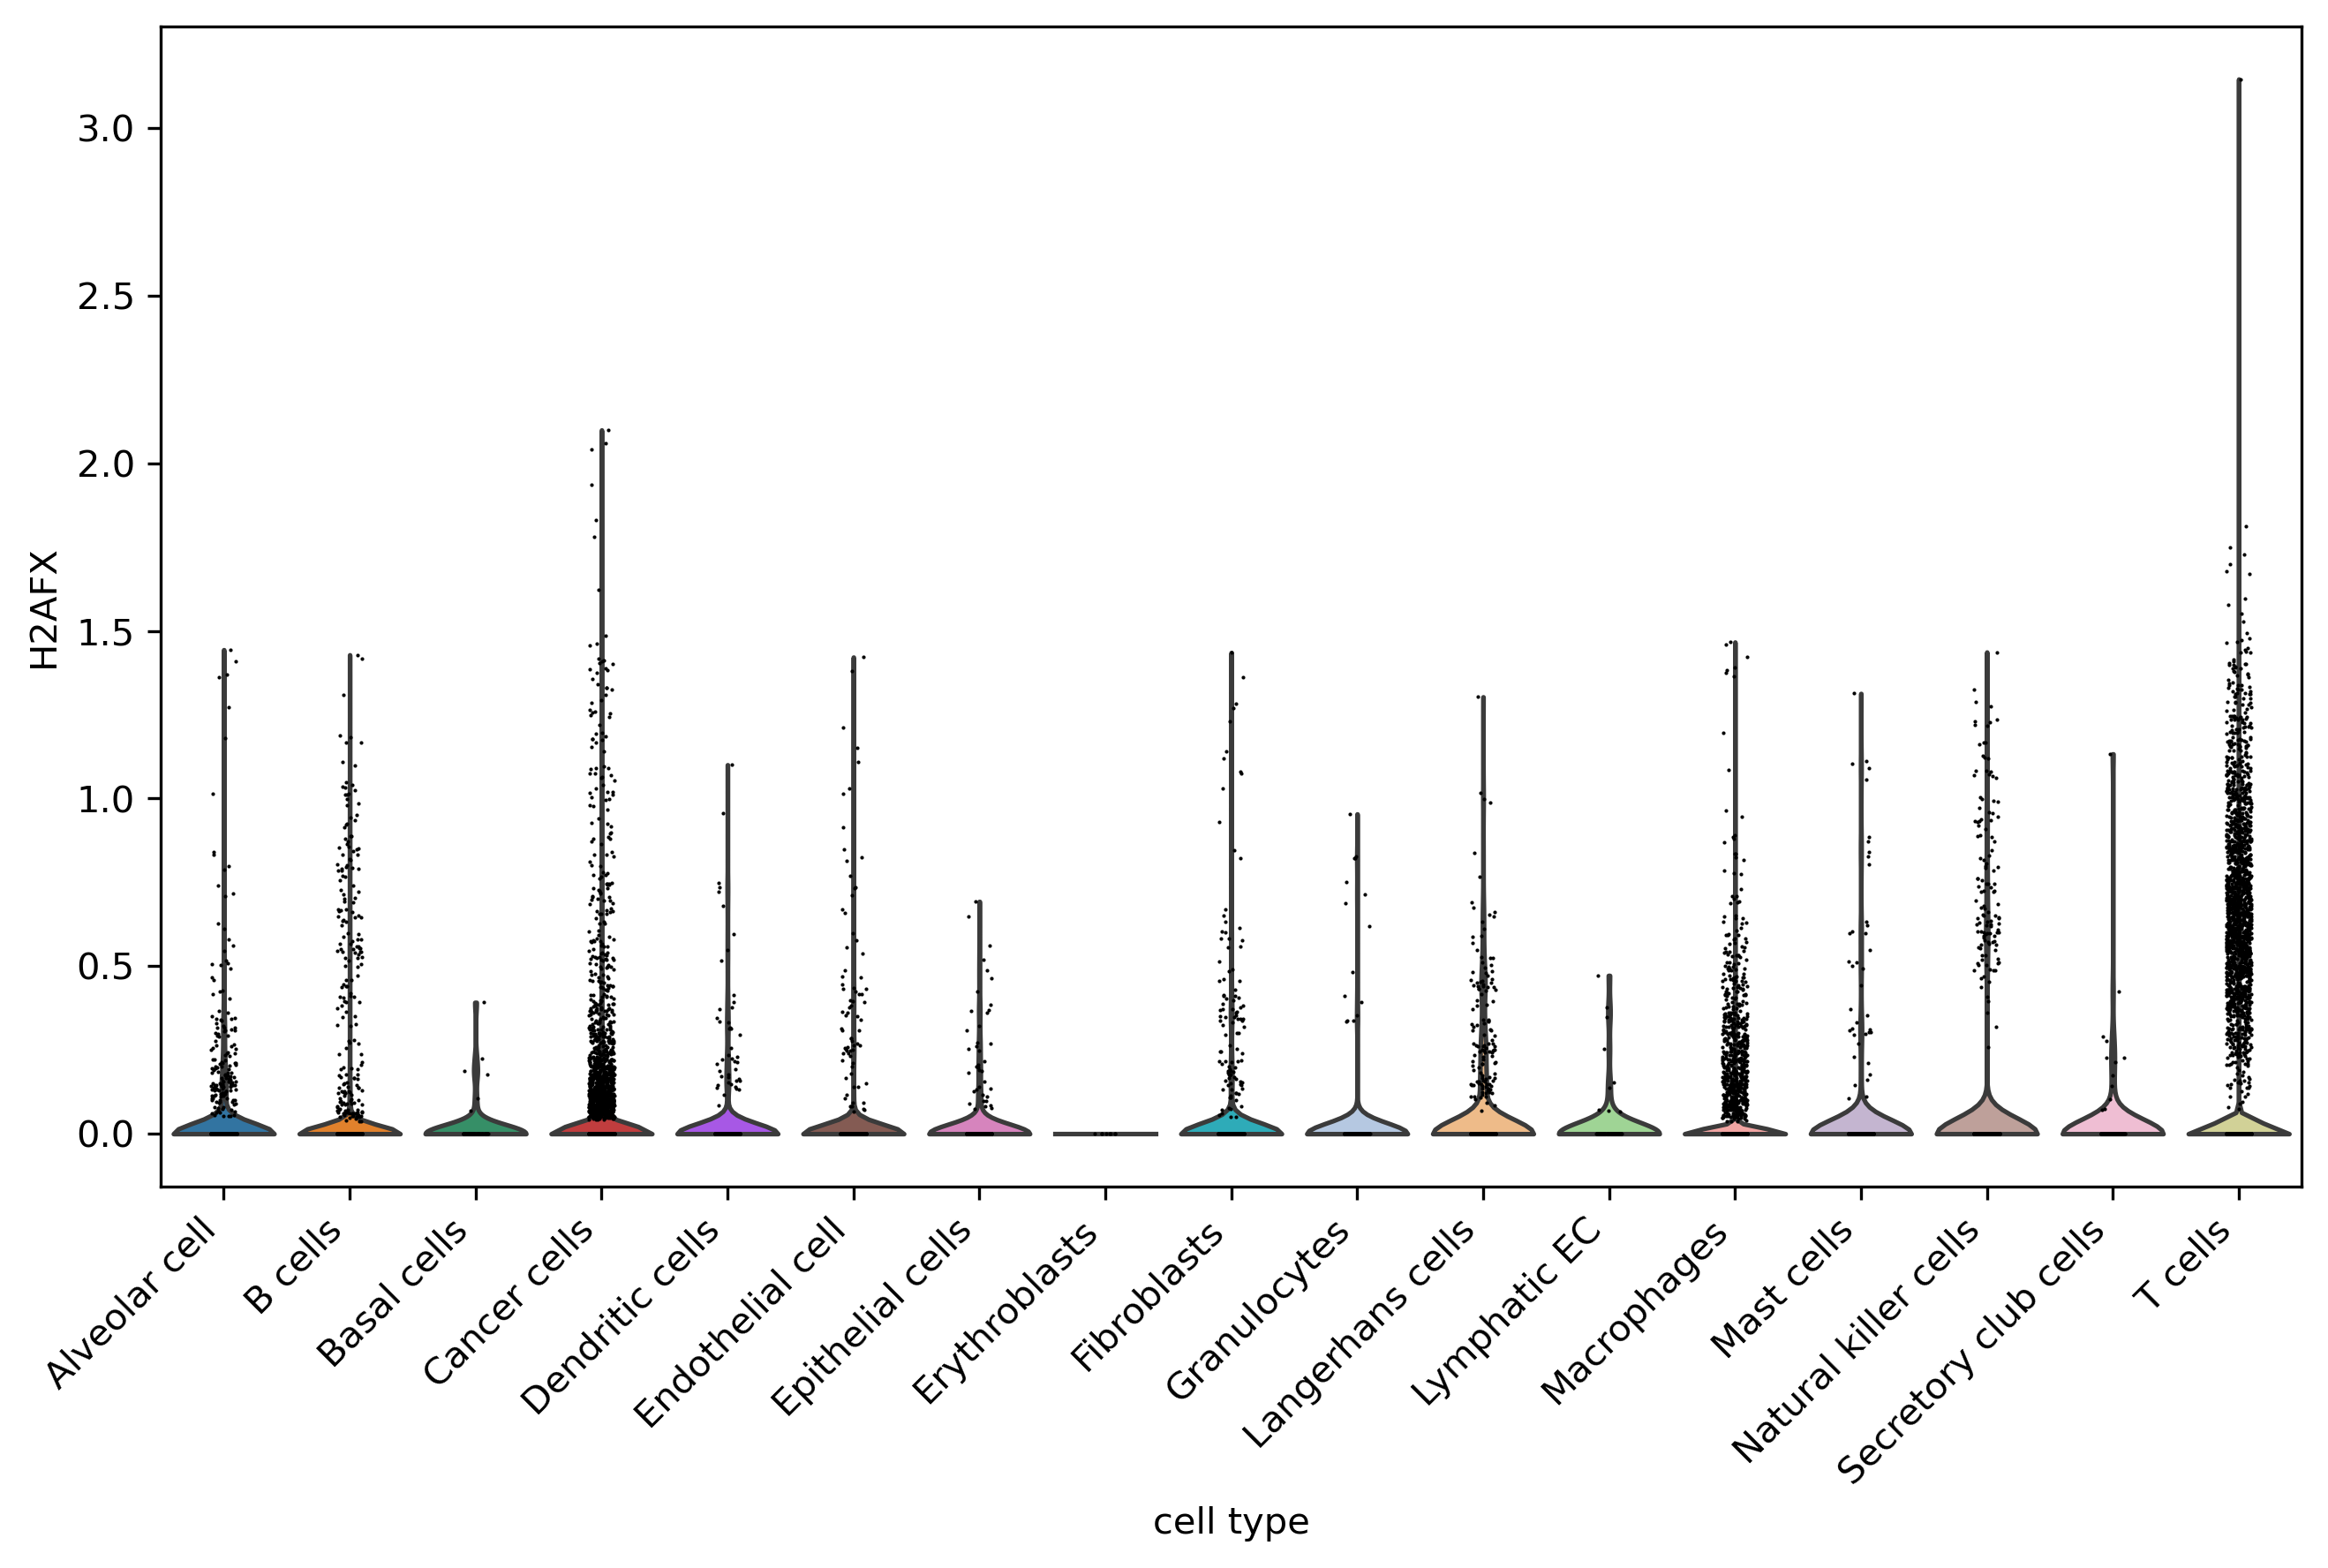 H2AFX
3.0
2.5
2.0
1.5
1.0
0.5
0.0
Alveolar cell
B cells
Basal cells
Cancer cells
Dendritic cells
Endothelial cell
Epithelial cells
Erythroblasts
Fibroblasts
Granulocytes
Langerhans cells
Lymphatic EC
Macrophages
Mast cells
Natural killer cells
Secretory club cells
T cells
cell type